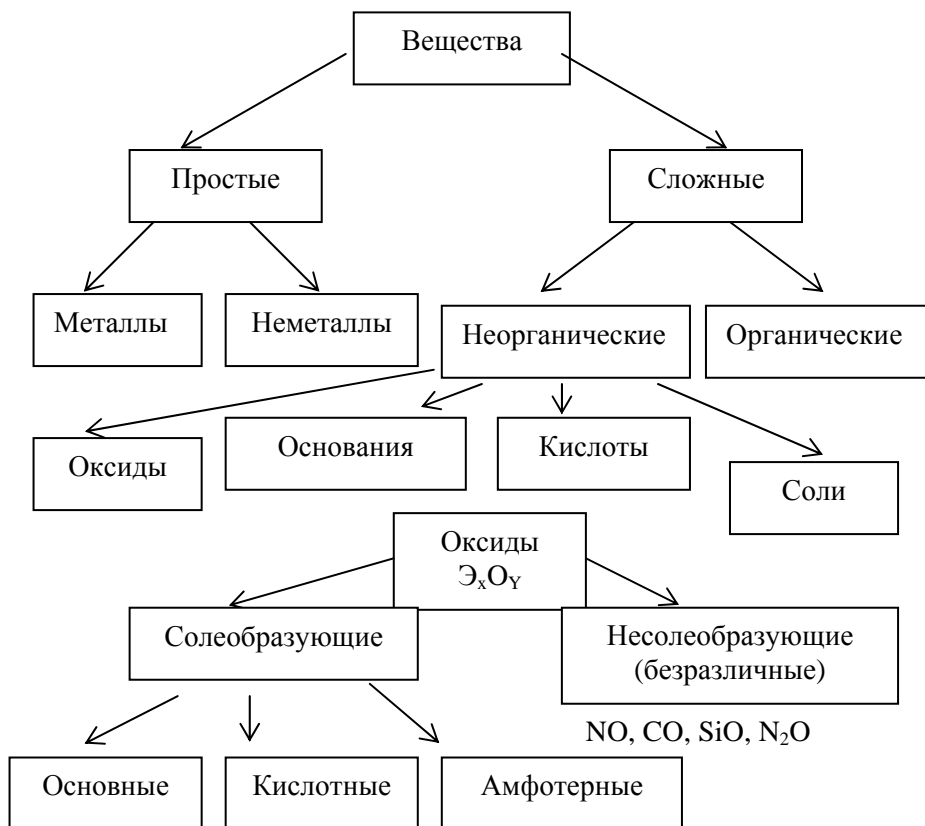 Вещества
Простые
Сложные
Металлы
Неметаллы
Неорганические
Органические
Оксиды
Основания
Кислоты
Соли
Оксиды
ЭₓOY
Солеобразующие
Несолеобразующие
(безразличные)
NO, CO, SiO, N₂O
Основные
Кислотные
Амфотерные